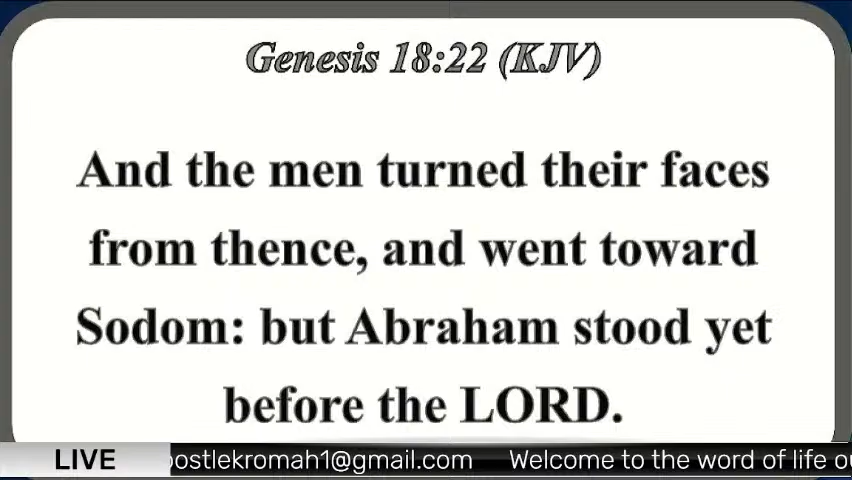 Genesis 18:22 (KJV)
And the men turned their faces
from thence, and went toward
Sodom: but Abraham stood yet
before the LORD.
LIVE postlekromah1@gmail.com Welcome to the word of life